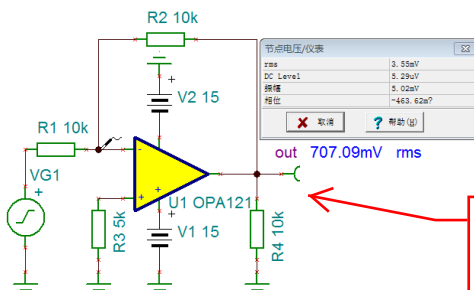 R2 10k
节点电压/仪表
rms 3.55mV
DC Level 5.29uV
振幅 5.02mV
相位 -463.62m?
取消 帮助(H)
V2 15
R1 10k
out 707.09mV rms
VG1
U1 OPA121
R3 5k
V1 15
R4 10k